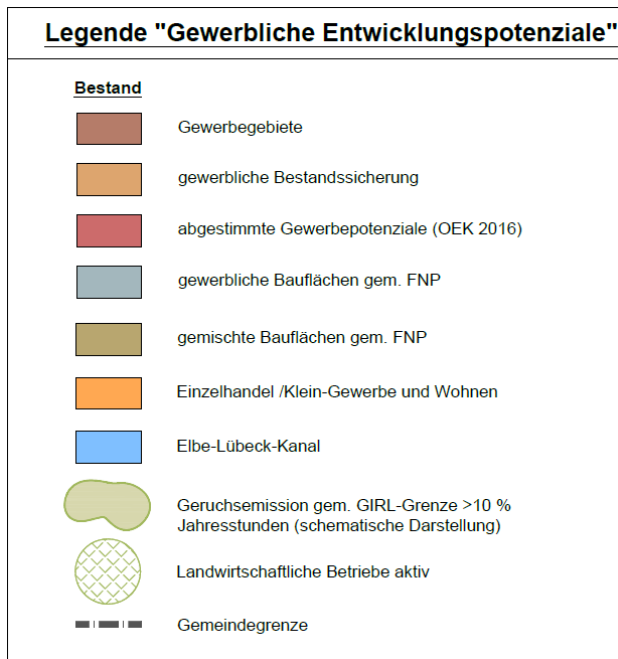 Legende "Gewerbliche Entwicklungspotenziale"
Bestand
Gewerbegebiete
gewerbliche Bestandssicherung
abgestimmte Gewerbepotenziale (OEK 2016)
gewerbliche Bauflächen gem. FNP
gemischte Bauflächen gem. FNP
Einzelhandel /Klein-Gewerbe und Wohnen
Elbe-Lübeck-Kanal
Geruchsemission gem. GIRL-Grenze >10 %
Jahresstunden (schematische Darstellung)
Landwirtschaftliche Betriebe aktiv
Gemeindegrenze